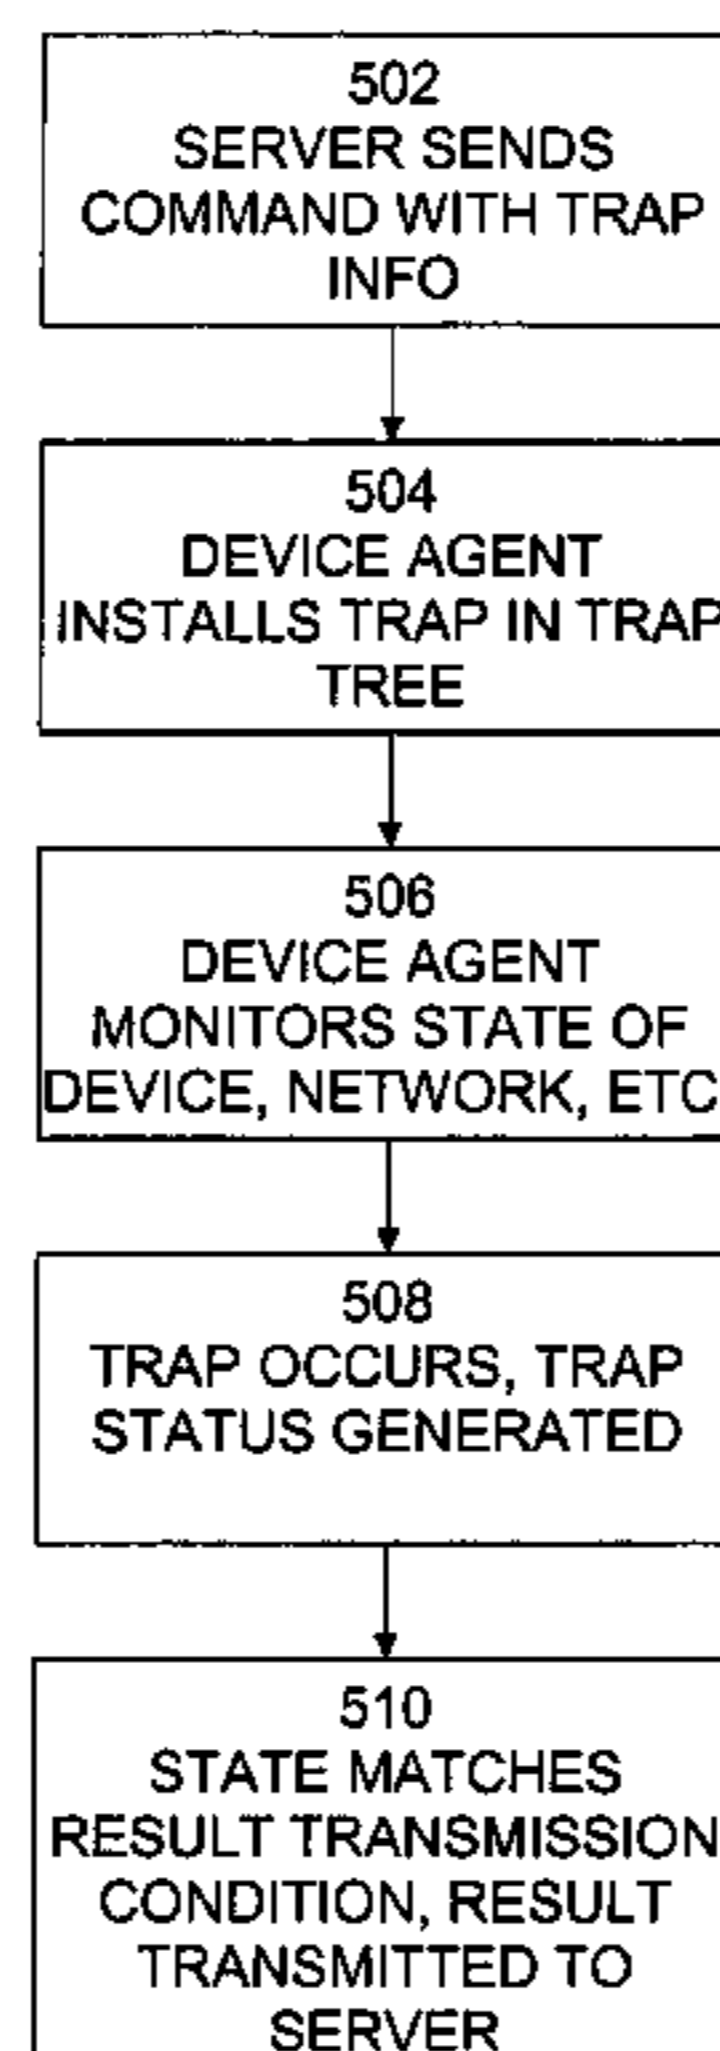 502
SERVER SENDS
COMMAND WITH TRAP
INFO
504
DEVICE AGENT
INSTALLS TRAP IN TRAP
TREE
506
DEVICE AGENT
MONITORS STATE OF
DEVICE, NETWORK, ETC
508
TRAP OCCURS, TRAP
STATUS GENERATED
510
STATE MATCHES
RESULT TRANSMISSION
CONDITION, RESULT
TRANSMITTED TO
SERVER